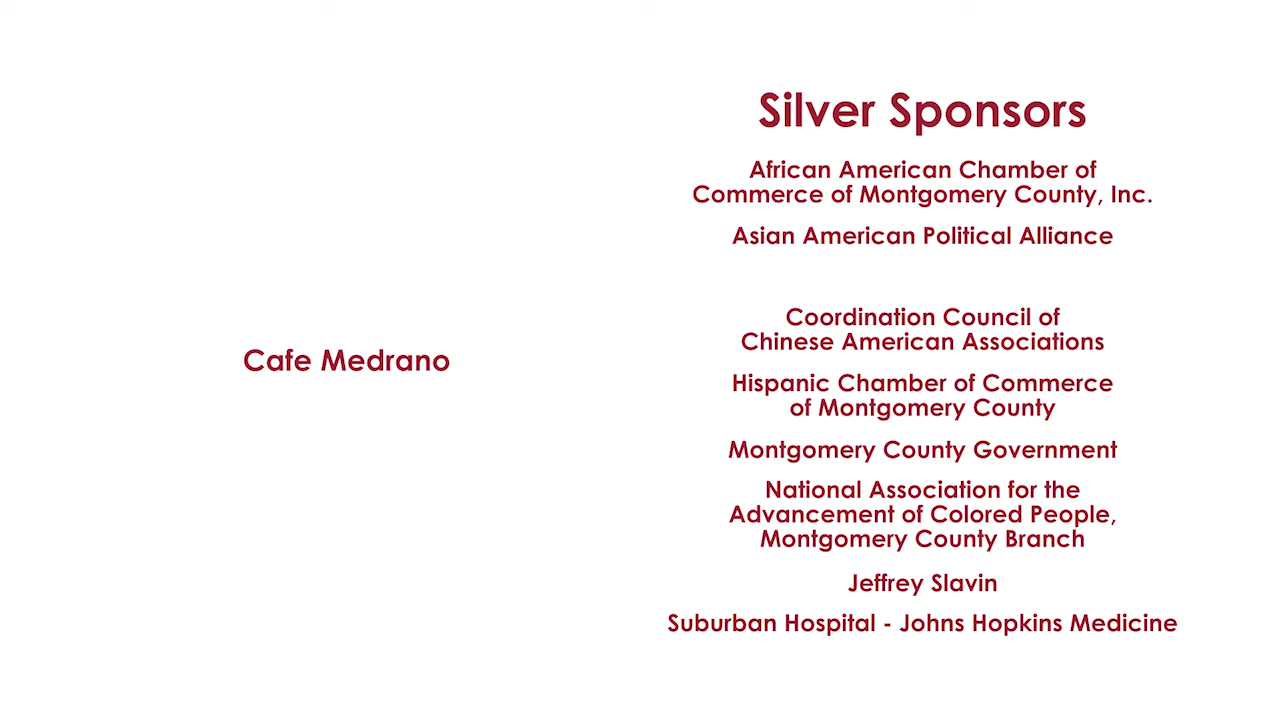 Silver Sponsors
African American Chamber of
Commerce of Montgomery County, Inc.
Asian American Political Alliance
Cafe Medrano
Coordination Council of
Chinese American Associations
Hispanic Chamber of Commerce
of Montgomery County
Montgomery County Government
National Association for the
Advancement of Colored People,
Montgomery County Branch
Jeffrey Slavin
Suburban Hospital - Johns Hopkins Medicine